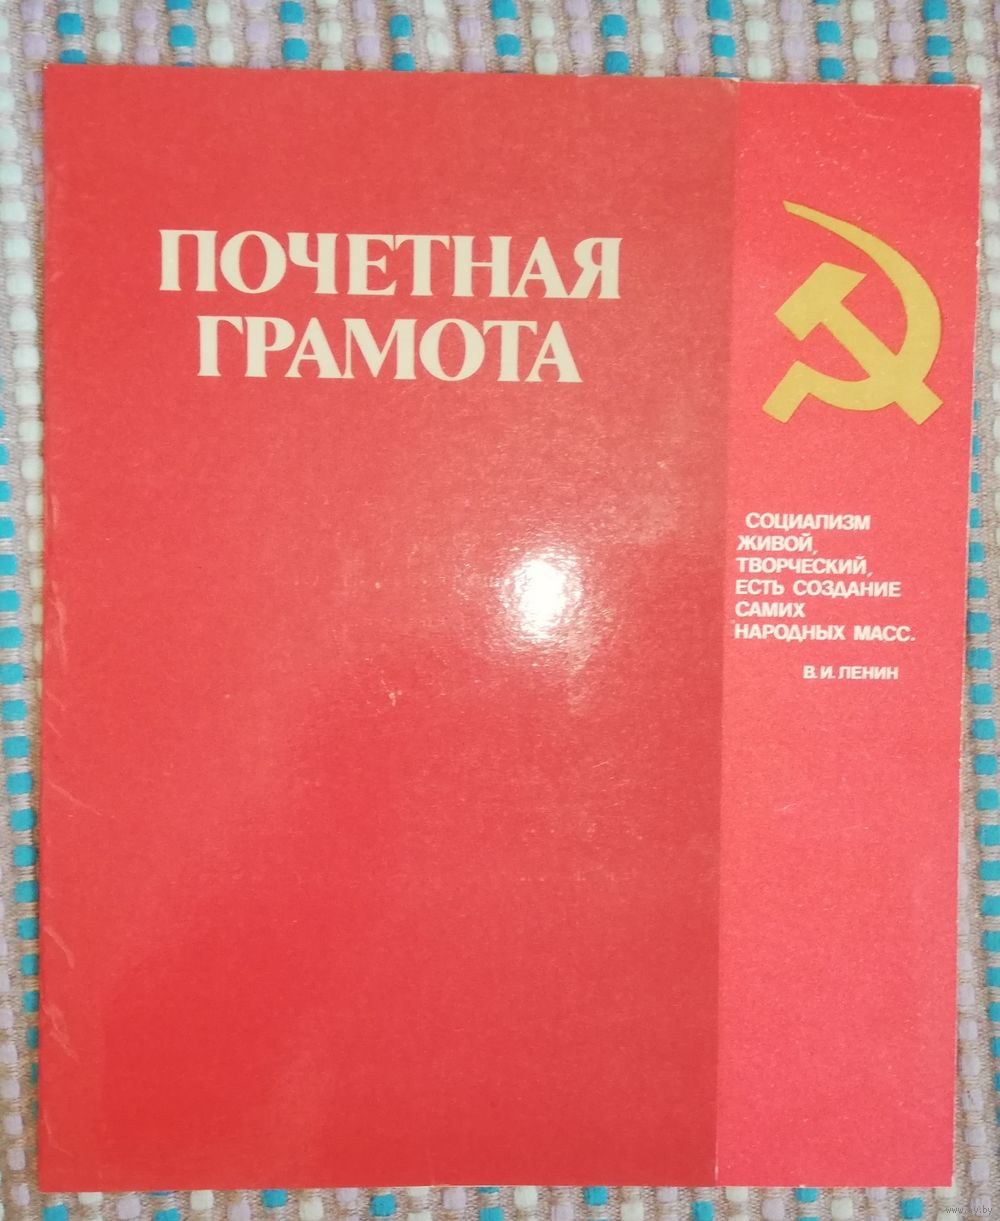 ПОЧЕТНАЯ
ГРАМОТА
СОЦИАЛИЗМ
ЖИВОЙ,
ТВОРЧЕСКИЙ,
ЕСТЬ СОЗДАНИЕ
САМИХ
НАРОДНЫХ МАСС.
В. И. ЛЕНИН